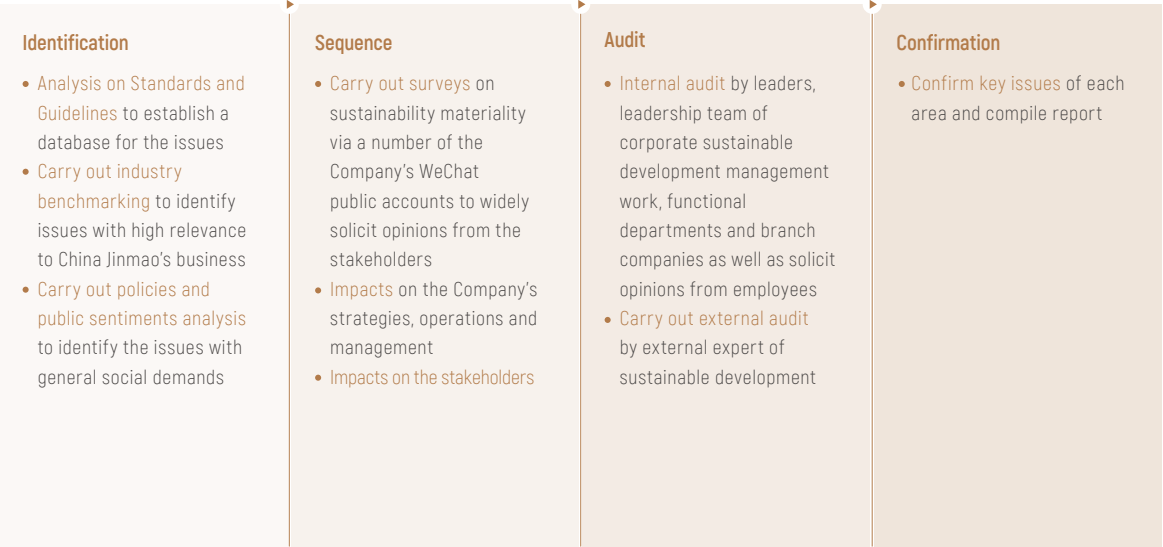 Identification
• Analysis on Standards and
Guidelines to establish a
database for the issues
• Carry out industry
benchmarking to identify
issues with high relevance
to China Jinmao's business
• Carry out policies and
public sentiments analysis
to identify the issues with
general social demands
Sequence
• Carry out surveys on
sustainability materiality
via a number of the
Company's WeChat
public accounts to widely
solicit opinions from the
stakeholders
• Impacts on the Company's
strategies, operations and
management
• Impacts on the stakeholders
Audit
• Internal audit by leaders,
leadership team of
corporate sustainable
development management
work, functional
departments and branch
companies as well as solicit
opinions from employees
• Carry out external audit
by external expert of
sustainable development
Confirmation
• Confirm key issues of each
area and compile report